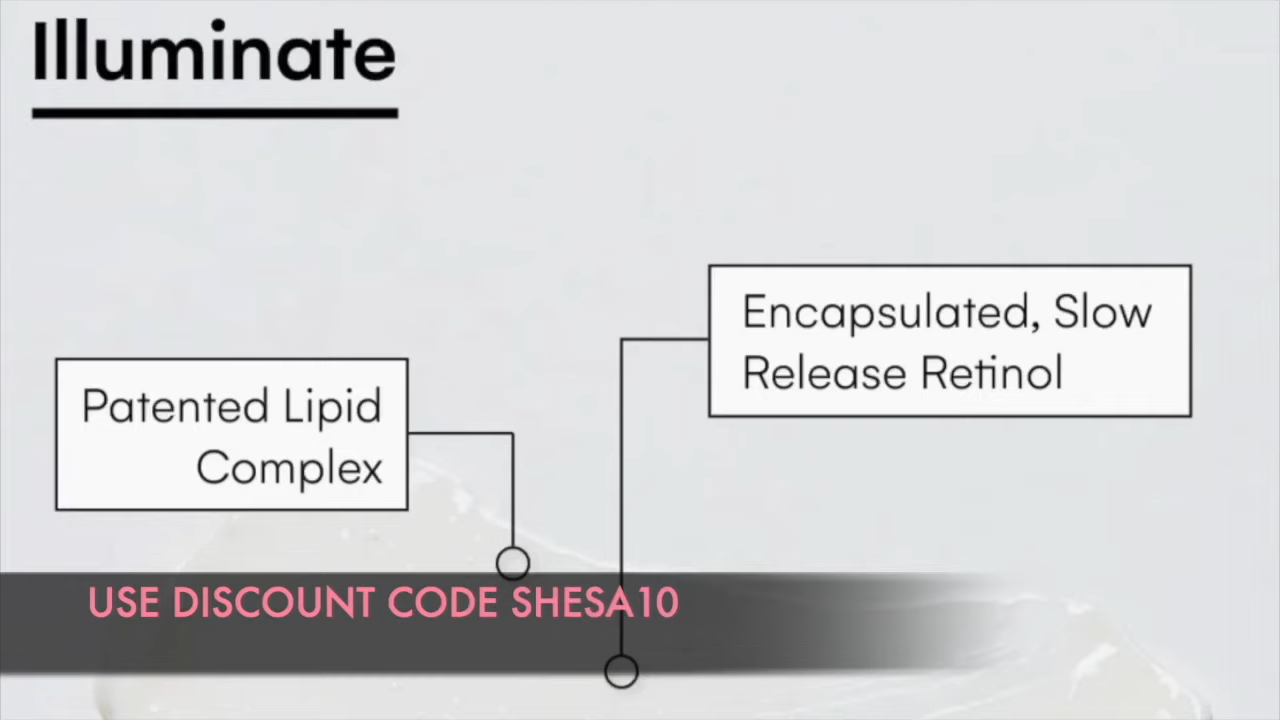 Illuminate
Encapsulated, Slow
Release Retinol
Patented Lipid
Complex
USE DISCOUNT CODE SHESA10